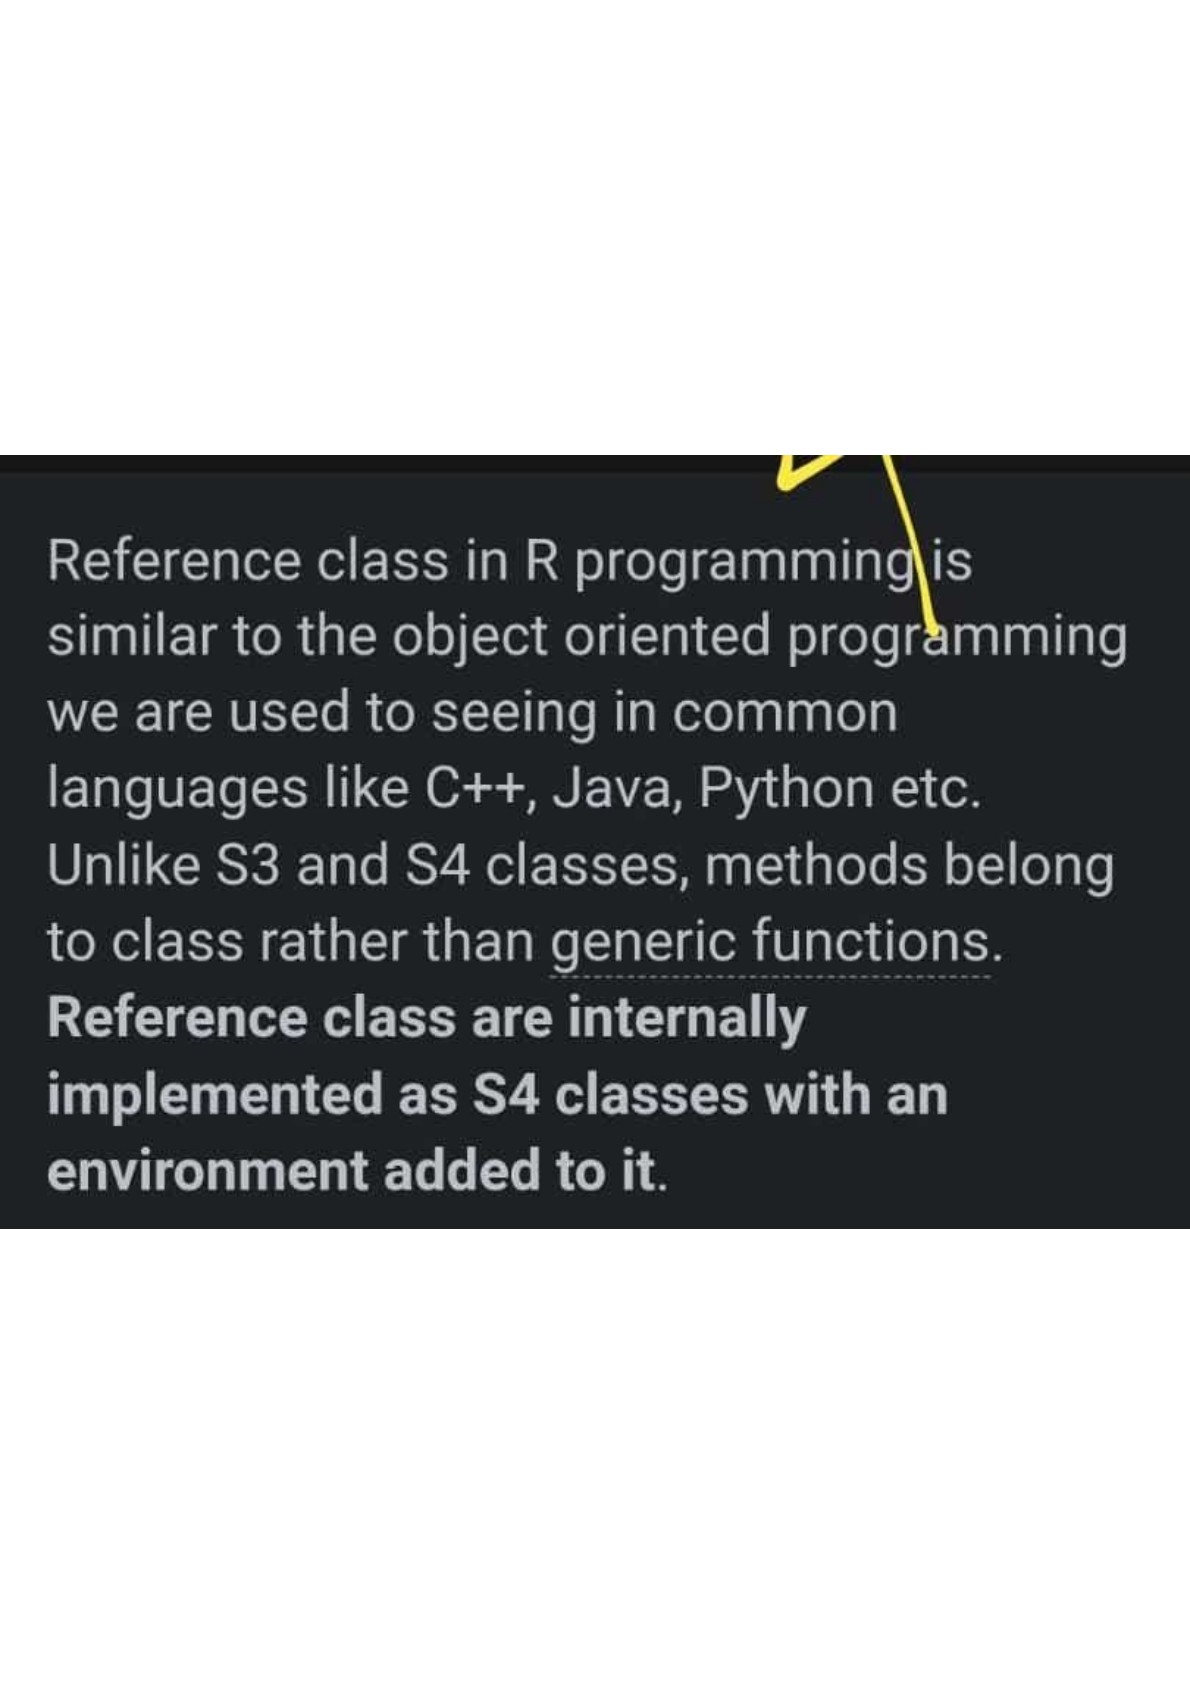 Reference class in R programming is
similar to the object oriented programming
we are used to seeing in common
languages like C++, Java, Python etc.
Unlike S3 and S4 classes, methods belong
to class rather than generic functions.
Reference class are internally
implemented as S4 classes with an
environment added to it.